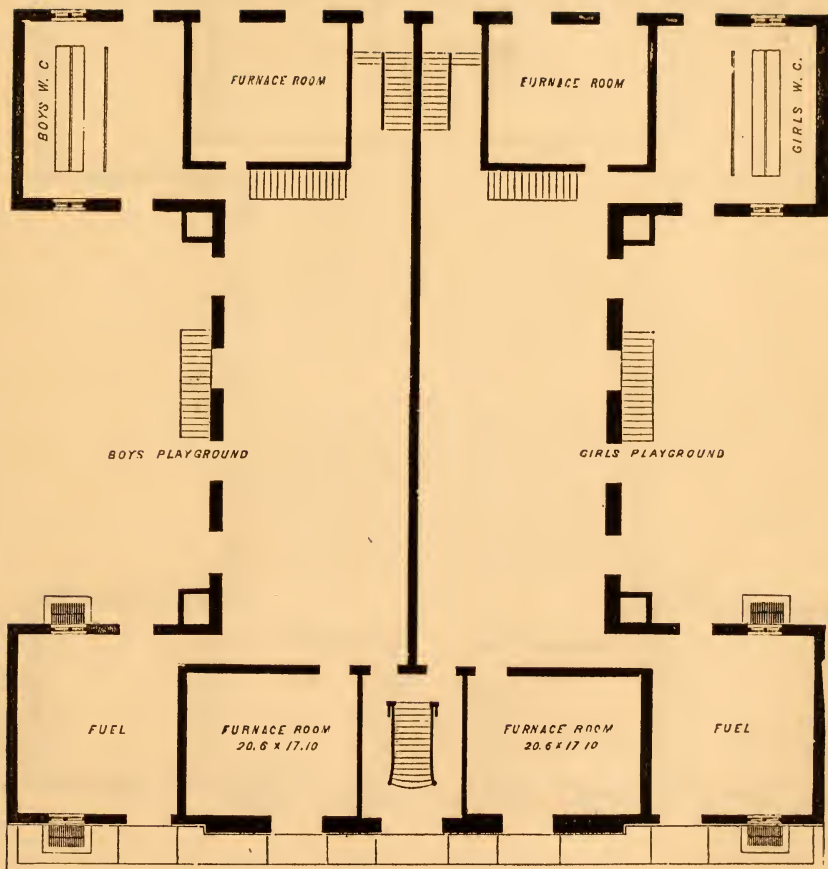 BOYS W. C
FURNACE ROOM
FURNACE ROOM
GIRLS W. C.
BOYS PLAYGROUND
GIRLS PLAYGROUND
FUEL
FURNACE ROOM
20.6 X 17.10
FURNACE ROOM
20.6 X 17.10
FUEL